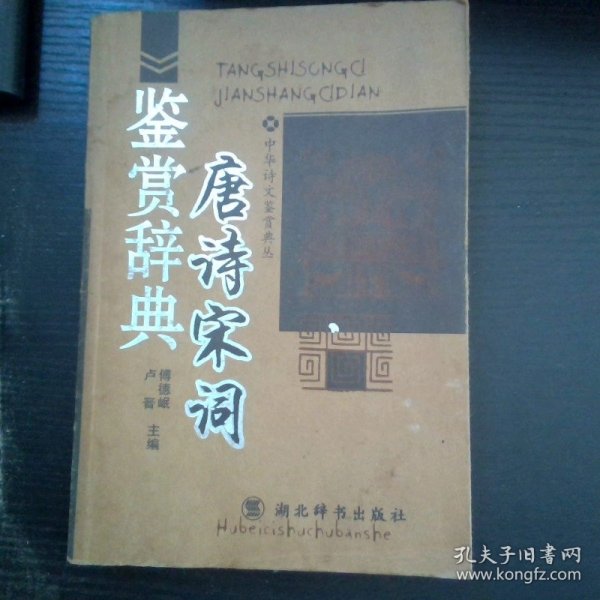 TANGSHISONGCI
JIANSHANGCIDIAN
中华诗文鉴赏典丛
唐诗宋词
鉴赏辞典
傅德岷
卢晋 主编
湖北辞书出版社
Hubeicishuchubanshe
孔夫子旧书网
www.kongfz.com